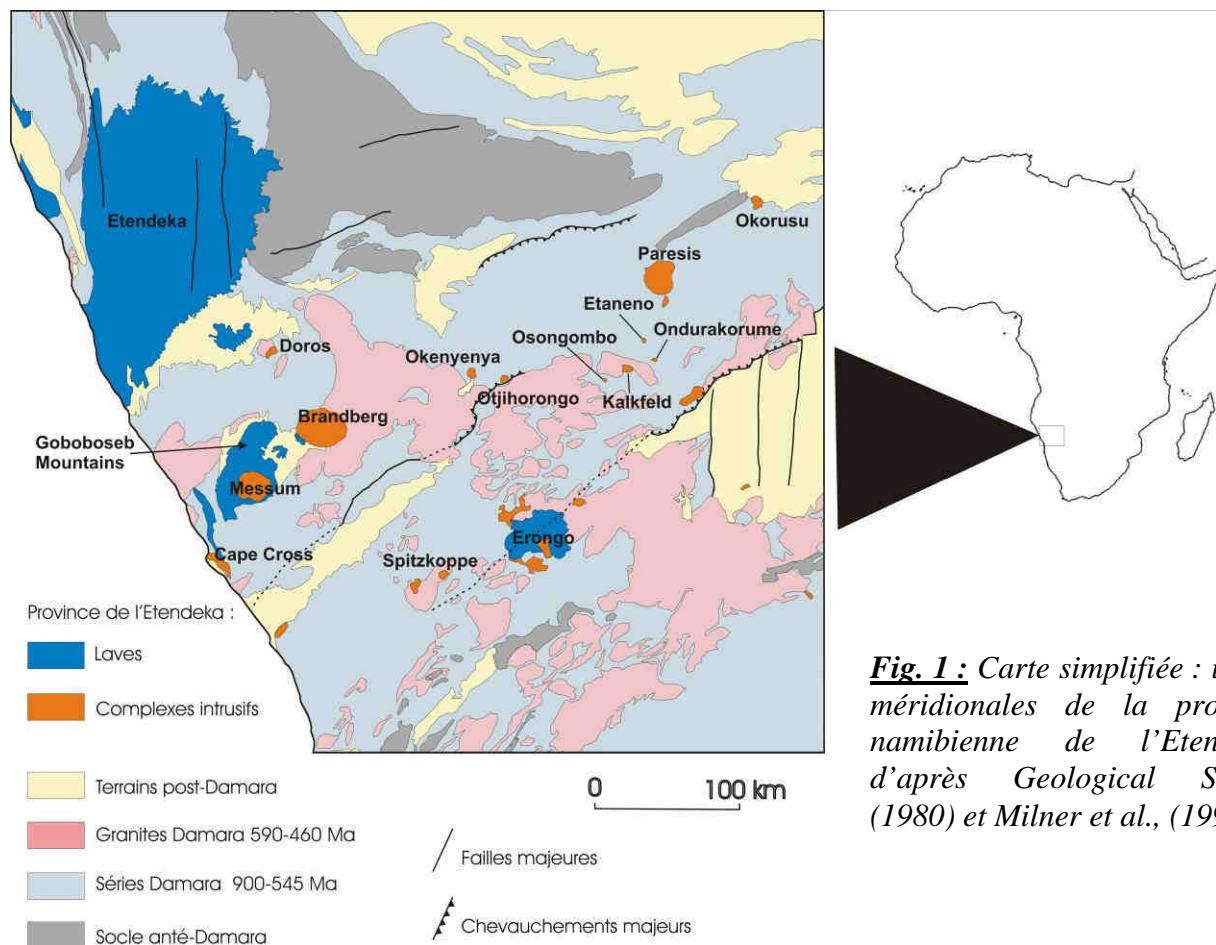 Etendeka
Okorusu
Paresis
Etaneno
Ondurakorume
Osongombo
Doros
Okenyenya
Otjihorongo
Kalkfeld
Brandberg
Goboboseb
Mountains
Messum
Cape Cross
Spitzkoppe
Erongo
Province de l'Etendeka :
Laves
Complexes intrusifs
Terrains post-Damara
Granites Damara 590-460 Ma
Séries Damara 900-545 Ma
Socle anté-Damara
0 100 km
Failles majeures
Chevauchements majeurs
Fig. 1 : Carte simplifiée :
méridionales de la
namibienne de
d'après Geological
(1980) et Milner et al.,